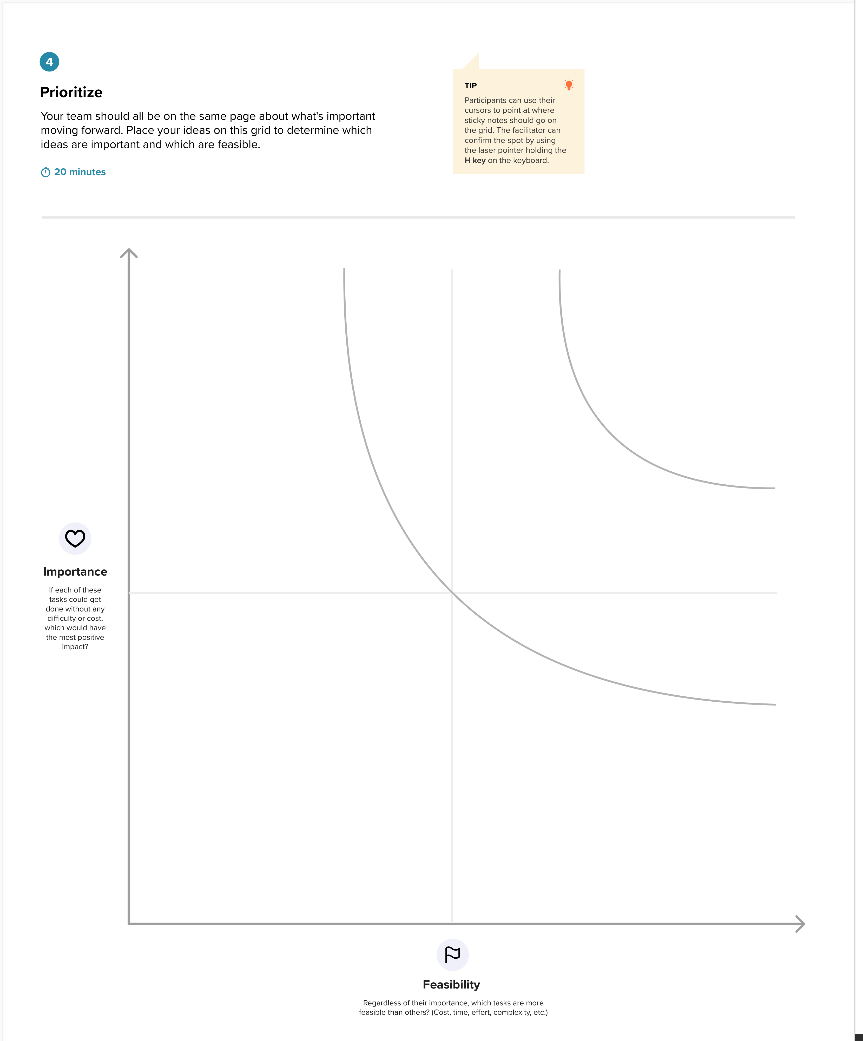 4
Prioritize
Your team should all be on the same page about what's important
moving forward. Place your ideas on this grid to determine which
ideas are important and which are feasible.
20 minutes
TIP
Participants can use their
cursors to point at where
sticky notes should go on
the grid. The facilitator can
confirm the spot by using
the laser pointer holding the
H key on the keyboard.
Importance
If each of these
tasks could get
done without any
difficulty or cost,
which would have
the most positive
impact?
Feasibility
Regardless of their importance, which tasks are more
feasible than others? (Cost, time, effort, complexity, etc.)